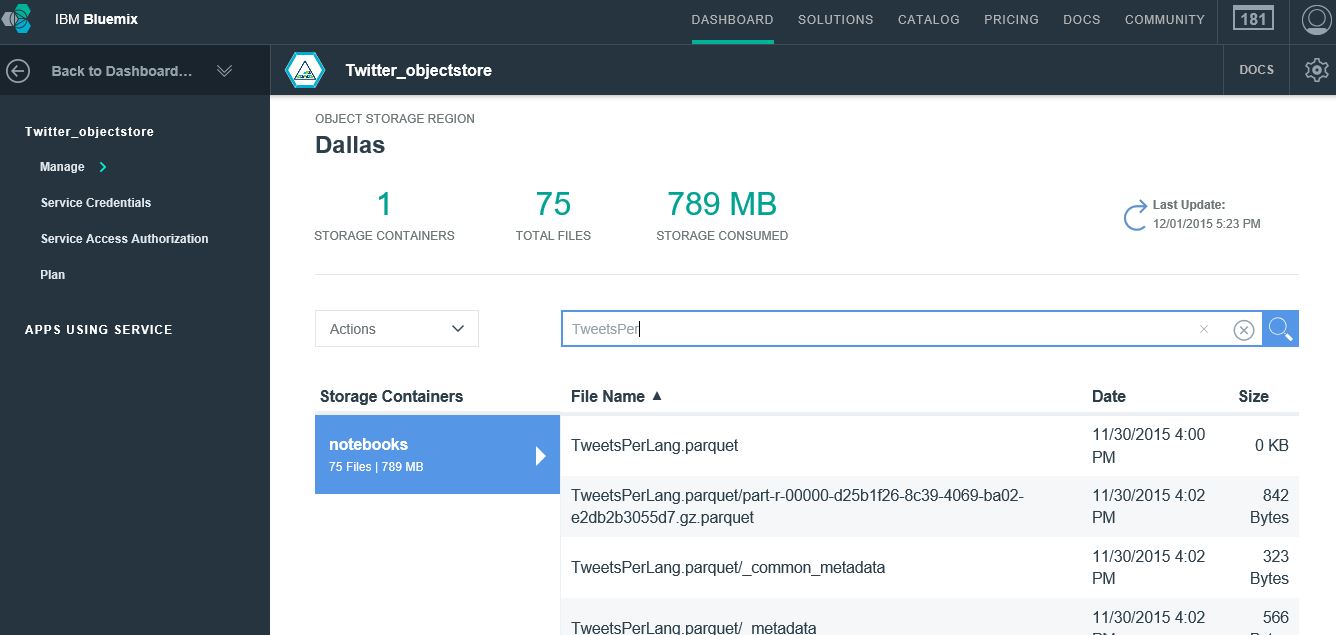 IBM Bluemix
DASHBOARD SOLUTIONS CATALOG PRICING DOCS COMMUNITY 181
Back to Dashboard...
Twitter_objectstore
DOCS
Twitter_objectstore
Manage
Service Credentials
Service Access Authorization
Plan
APPS USING SERVICE
OBJECT STORAGE REGION
Dallas
1 75 789 MB
STORAGE CONTAINERS TOTAL FILES STORAGE CONSUMED
Last Update:
12/01/2015 5:23 PM
Actions
TweetsPer
Storage Containers
notebooks
75 Files | 789 MB
File Name ▲ Date Size
TweetsPerLang.parquet 11/30/2015 4:00 0 KB
PM
TweetsPerLang.parquet/part-r-00000-d25b1f26-8c39-4069-ba02- 11/30/2015 4:02 842
e2db2b3055d7.gz.parquet PM Bytes
TweetsPerLang.parquet/_common_metadata 11/30/2015 4:02 323
PM Bytes
TweetsPerLang.parquet/_metadata 11/30/2015 4:02 566
PM Bytes